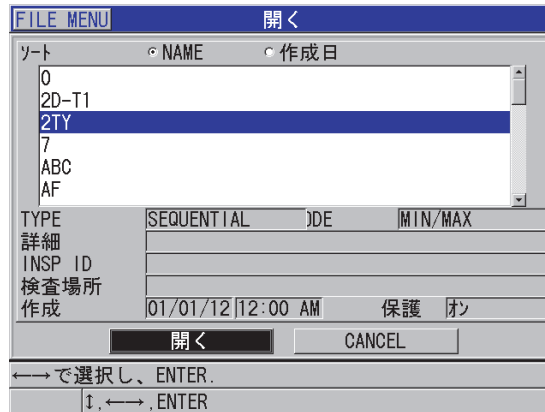 FILE MENU 開く
ソート NAME 作成日
0
2D-T1
2TY
7
ABC
AF
TYPE SEQUENTIAL ODE MIN/MAX
詳細
INSP ID
検査場所
作成 01/01/12 12:00 AM 保護 オン
開く CANCEL
←→で選択し、ENTER.
↕,←→,ENTER